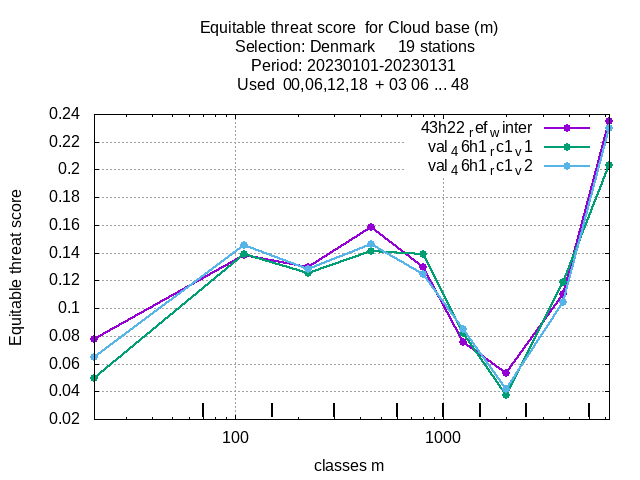 Equitable threat score  for Cloud base (m)
Selection: Denmark     19 stations
Period: 20230101-20230131
Used  00,06,12,18  + 03 06 ... 48
0.24
0.22
0.2
0.18
0.16
0.14
0.12
0.1
0.08
0.06
0.04
0.02
Equitable threat score
43h22_ref_winter
val_46h1_rc1_v1
val_46h1_rc1_v2
100
1000
classes m